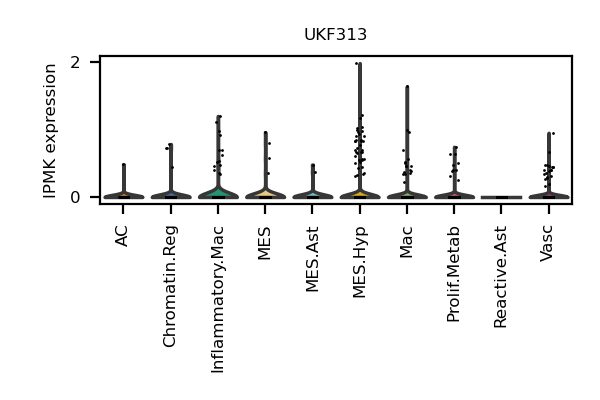 UKF313
IPMK expression
2
0
AC
Chromatin.Reg
Inflammatory.Mac
MES
MES.Ast
MES.Hyp
Mac
Prolif.Metab
Reactive.Ast
Vasc